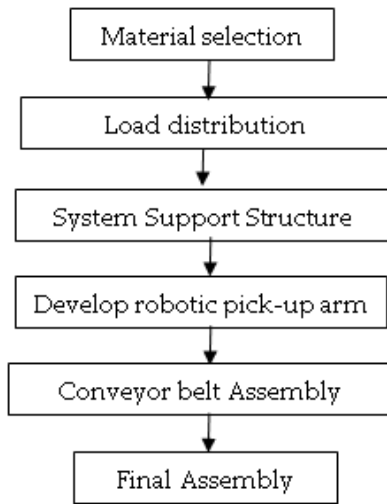 Material selection
Load distribution
System Support Structure
Develop robotic pick-up arm
Conveyor belt Assembly
Final Assembly